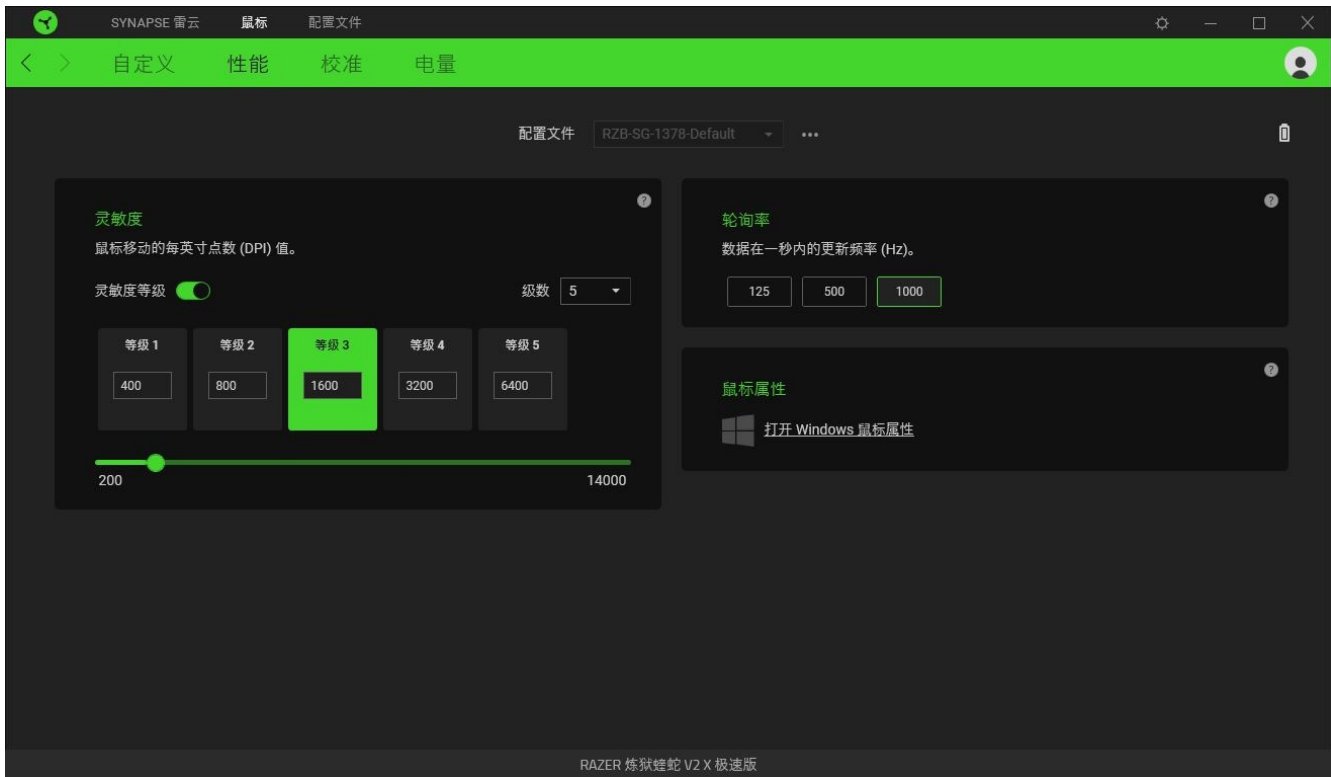 SYNAPSE 雷云 鼠标 配置文件
自定义 性能 校准 电量
配置文件 RZB-SG-1378-Default
灵敏度
鼠标移动的每英寸点数 (DPI) 值。
灵敏度等级 级数 5
等级 1 等级 2 等级 3 等级 4 等级 5
400 800 1600 3200 6400
200 14000
轮询率
数据在一秒内的更新频率 (Hz)。
125 500 1000
鼠标属性
打开 Windows 鼠标属性
RAZER 炼狱蝰蛇 V2 X 极速版